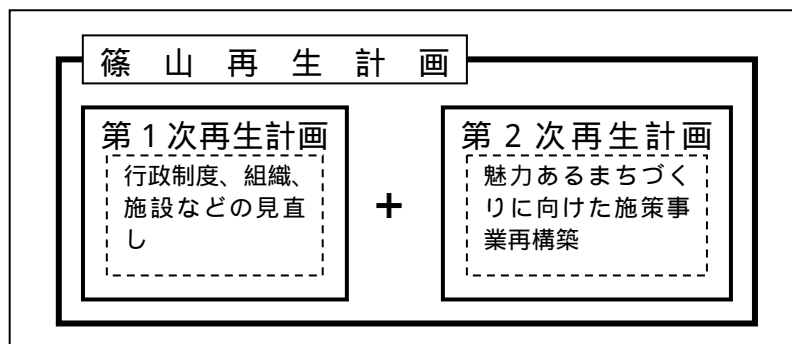 篠山再生計画
第1次再生計画
行政制度、組織、
施設などの見直
し
+
第2次再生計画
魅力あるまちづく
りに向けた施策事
業再構築